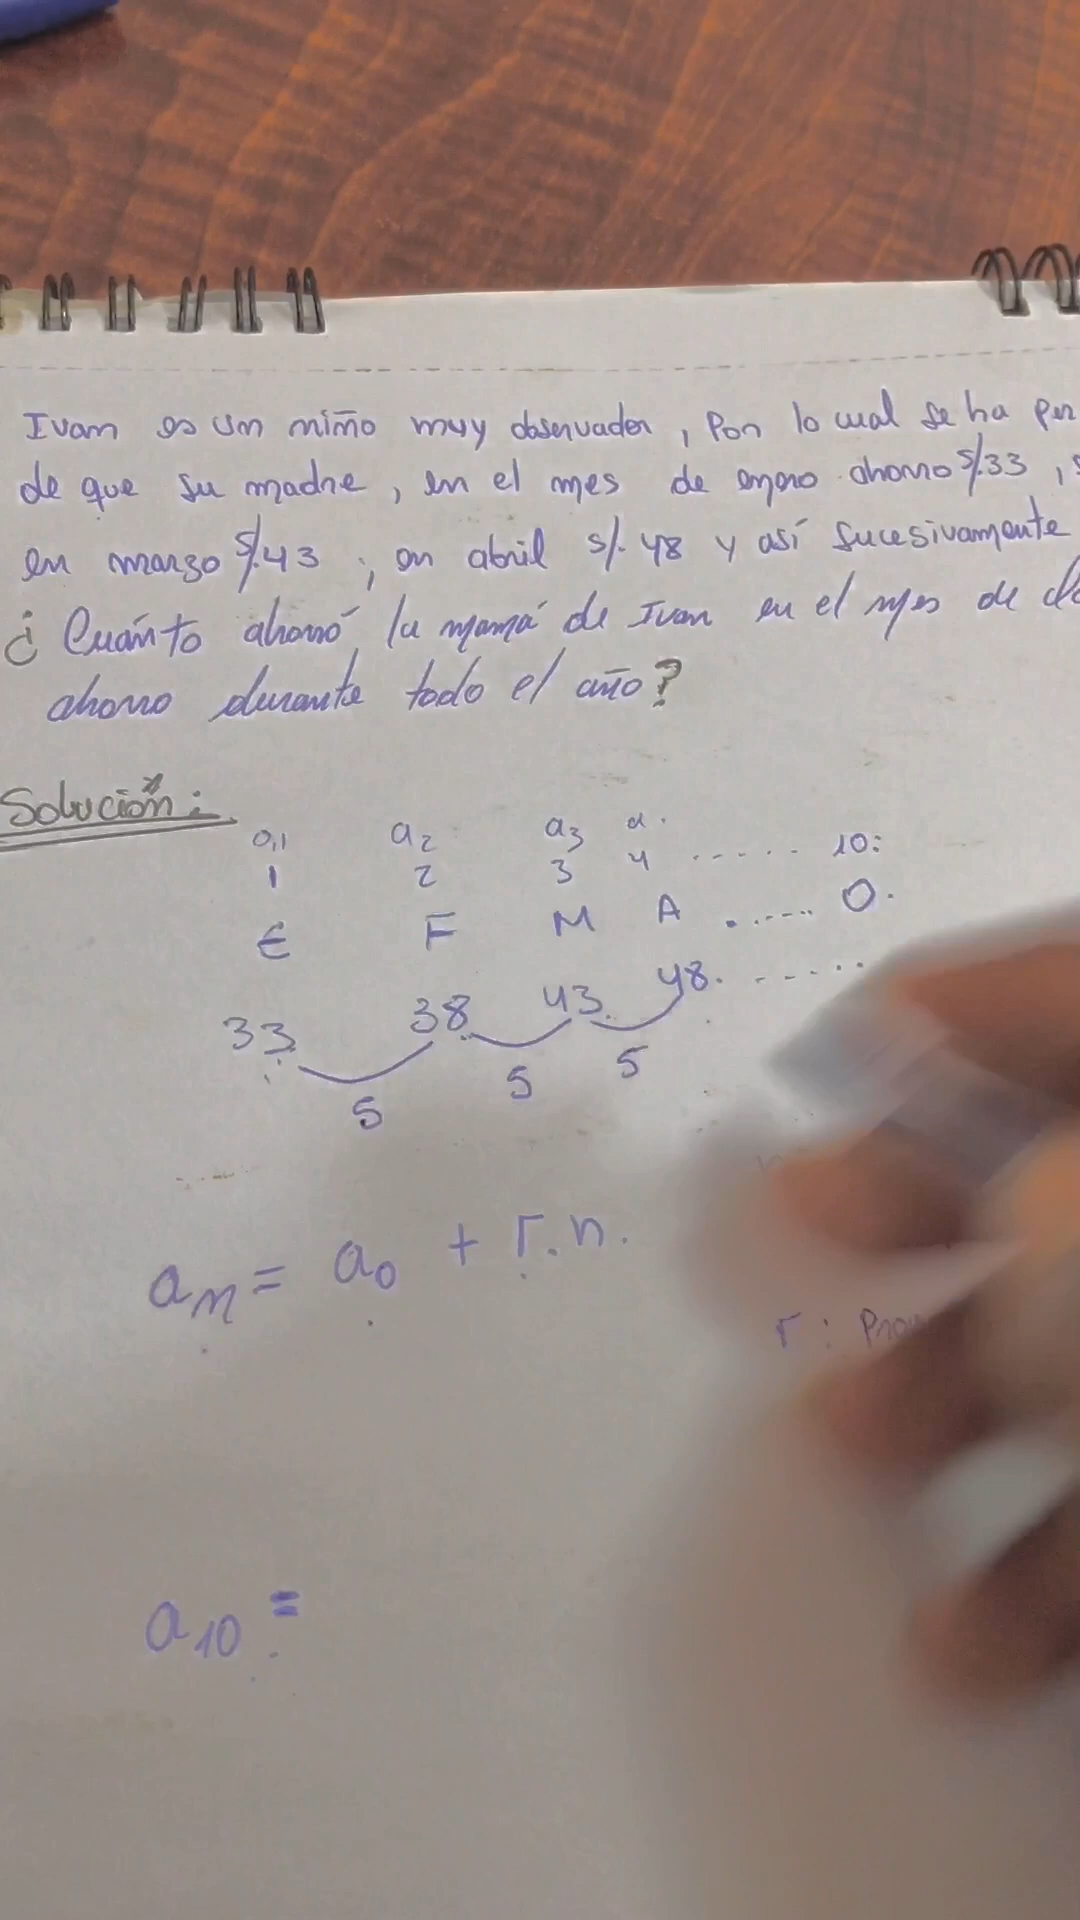 Ivan es un niño muy observador, Por lo cual se ha per
de que su madre, en el mes de enero ahorro S/.33, s
en marzo S/.43, en abril S/. 48 y así sucesivamente
¿Cuánto ahorró la mamá de Ivan en el mes de
ahorro durante todo el año?
Solución:
a1 a2 a3 a.
1 2 3 4 ...... 10:
E F M A ...... O.
33 38 43. 48. ......
5 5 5
an = a0 + r.n.
r:
a10 =